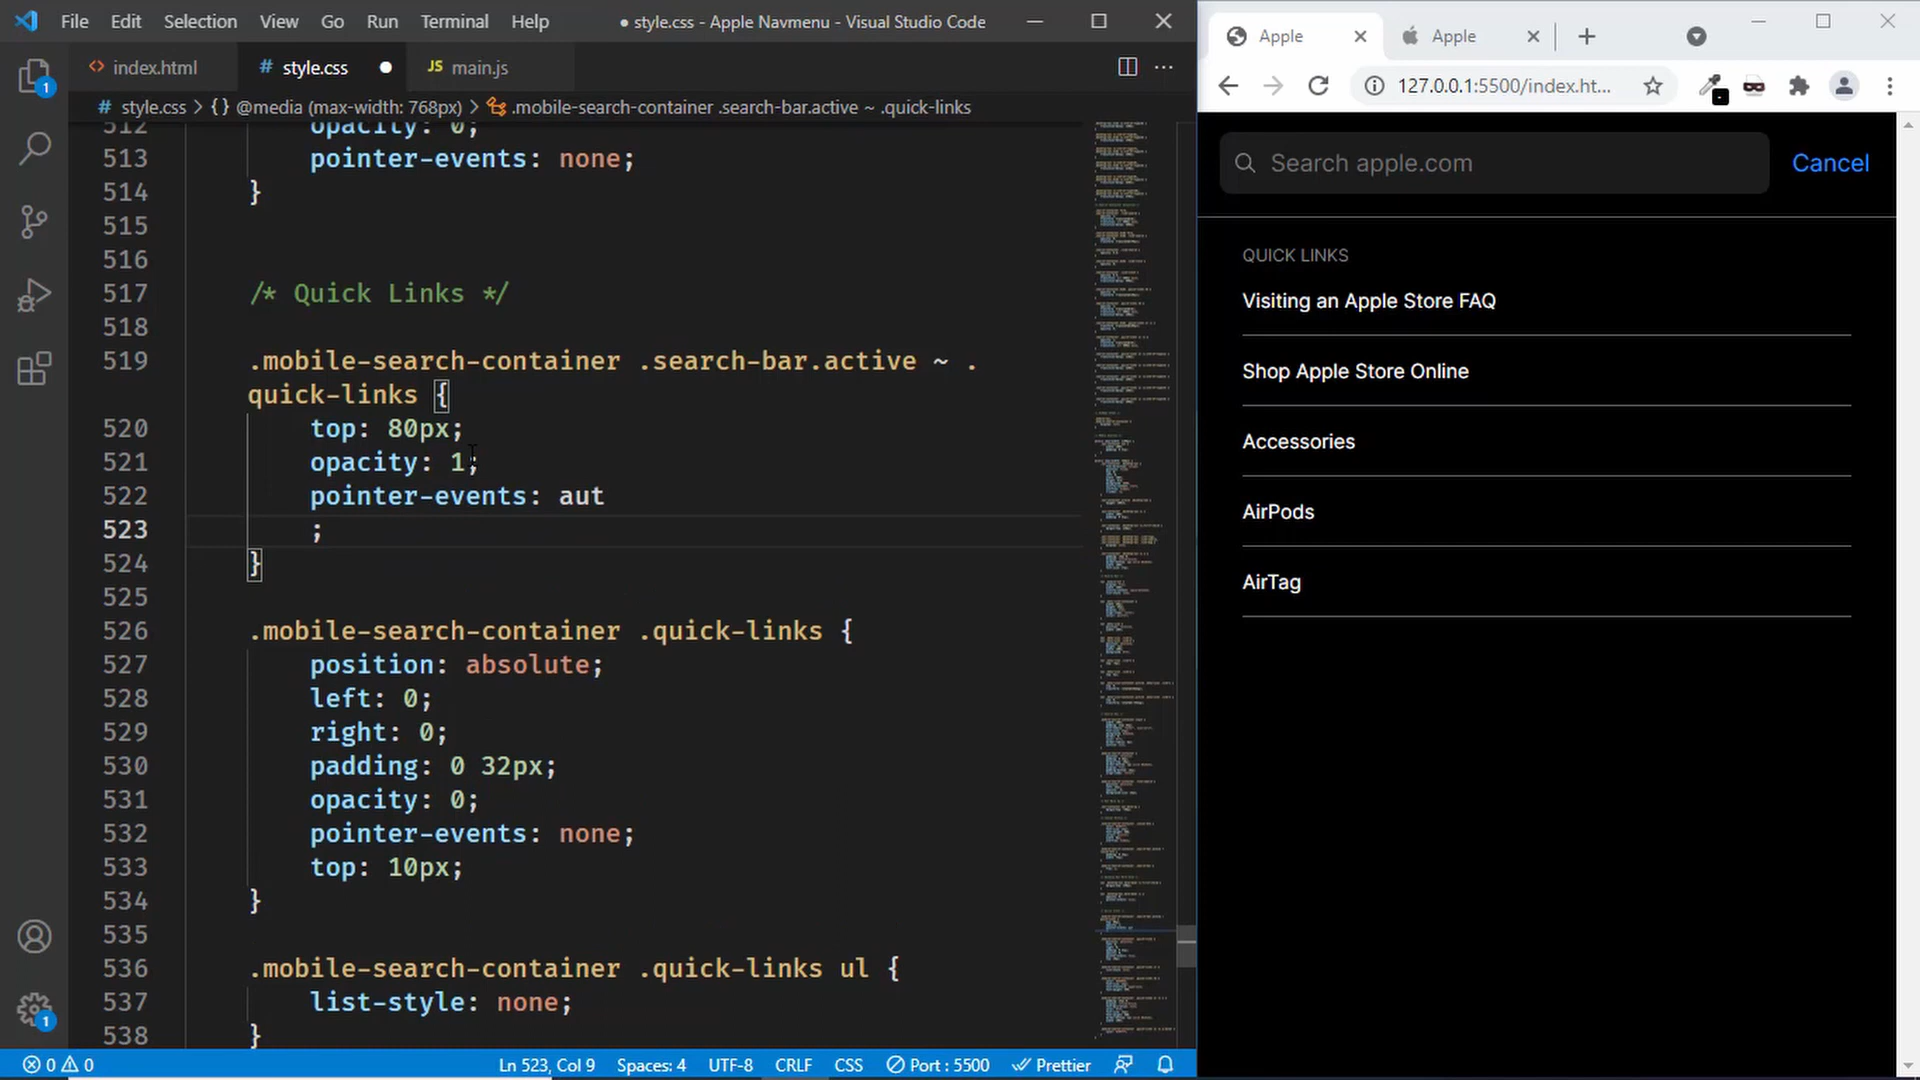 File Edit Selection View Go Run Terminal Help ● style.css - Apple Navmenu - Visual Studio Code
<> index.html # style.css ● JS main.js
# style.css > {} @media (max-width: 768px) > .mobile-search-container .search-bar.active ~ .quick-links
512 opacity: 0;
513 pointer-events: none;
514 }
515
516
517 /* Quick Links */
518
519 .mobile-search-container .search-bar.active ~ .
quick-links {
520 top: 80px;
521 opacity: 1;
522 pointer-events: aut
523 ;
524 }
525
526 .mobile-search-container .quick-links {
527 position: absolute;
528 left: 0;
529 right: 0;
530 padding: 0 32px;
531 opacity: 0;
532 pointer-events: none;
533 top: 10px;
534 }
535
536 .mobile-search-container .quick-links ul {
537 list-style: none;
538 }
1
1
0 0 Ln 523, Col 9 Spaces: 4 UTF-8 CRLF CSS Port : 5500 Prettier
Apple Apple
127.0.0.1:5500/index.ht...
Search apple.com Cancel
QUICK LINKS
Visiting an Apple Store FAQ
Shop Apple Store Online
Accessories
AirPods
AirTag